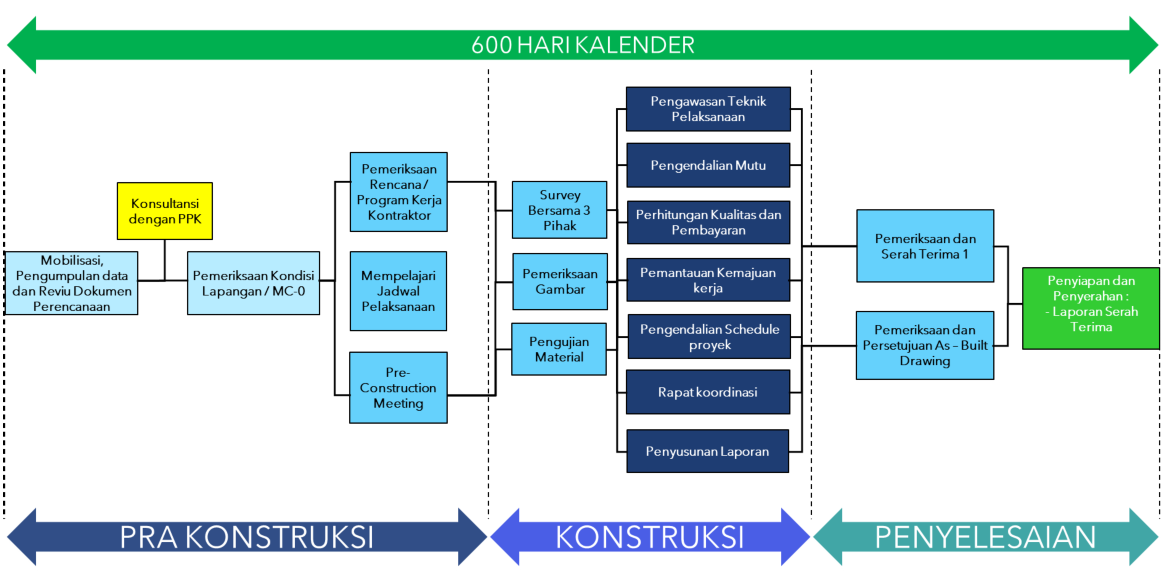 600 HARI KALENDER
Konsultansi
dengan PPK
Mobilisasi,
Pengumpulan data
dan Reviu Dokumen
Perencanaan
Pemeriksaan Kondisi
Lapangan / MC-0
Pemeriksaan
Rencana /
Program Kerja
Kontraktor
Mempelajari
Jadwal
Pelaksanaan
Pre-
Construction
Meeting
Survey
Bersama 3
Pihak
Pemeriksaan
Gambar
Pengujian
Material
Pengawasan Teknik
Pelaksanaan
Pengendalian Mutu
Perhitungan Kualitas dan
Pembayaran
Pemantauan Kemajuan
kerja
Pengendalian Schedule
proyek
Rapat koordinasi
Penyusunan Laporan
Pemeriksaan dan
Serah Terima 1
Pemeriksaan dan
Persetujuan As – Built
Drawing
Penyiapan dan
Penyerahan :
- Laporan Serah
Terima
PRA KONSTRUKSI
KONSTRUKSI
PENYELESAIAN